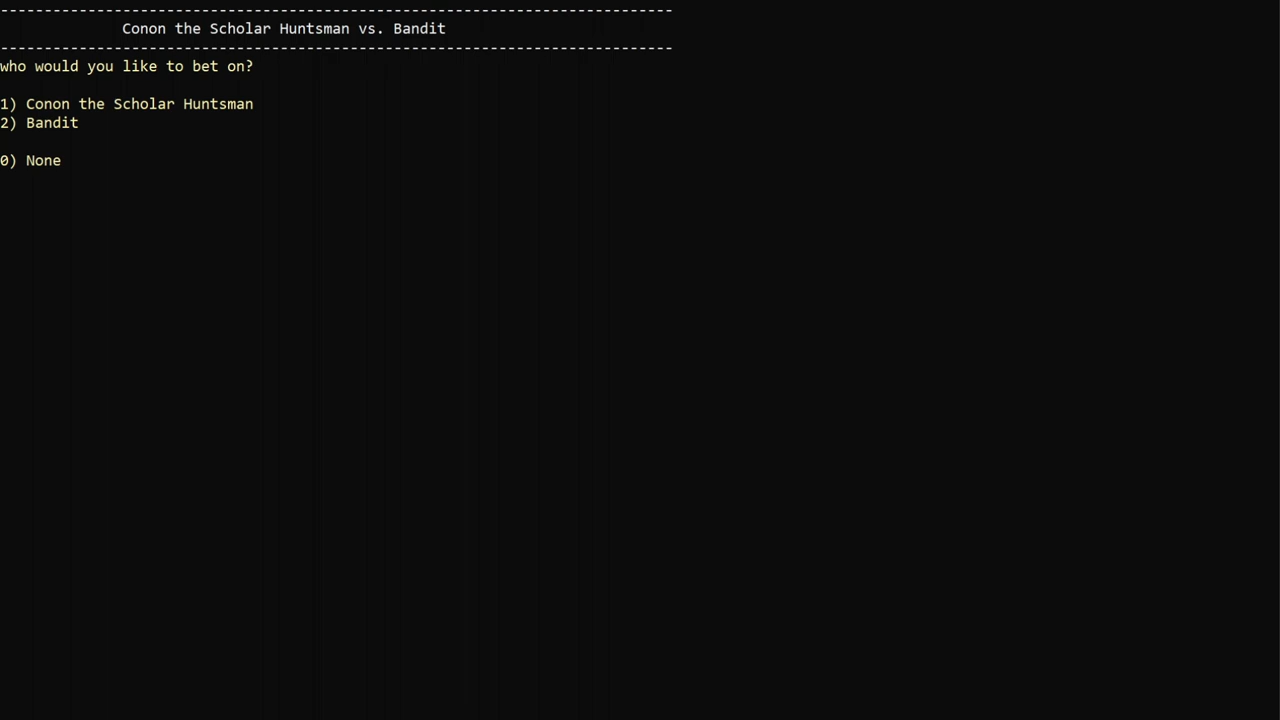 -----------------------------------------------------------------------------
Conon the Scholar Huntsman vs. Bandit
-----------------------------------------------------------------------------
who would you like to bet on?
1) Conon the Scholar Huntsman
2) Bandit
0) None